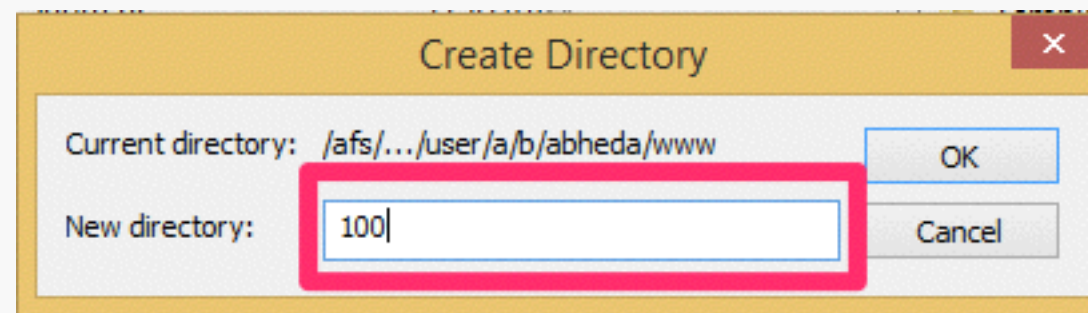 Create Directory
Current directory: /afs/.../user/a/b/abheda/www
OK
New directory: 100
Cancel